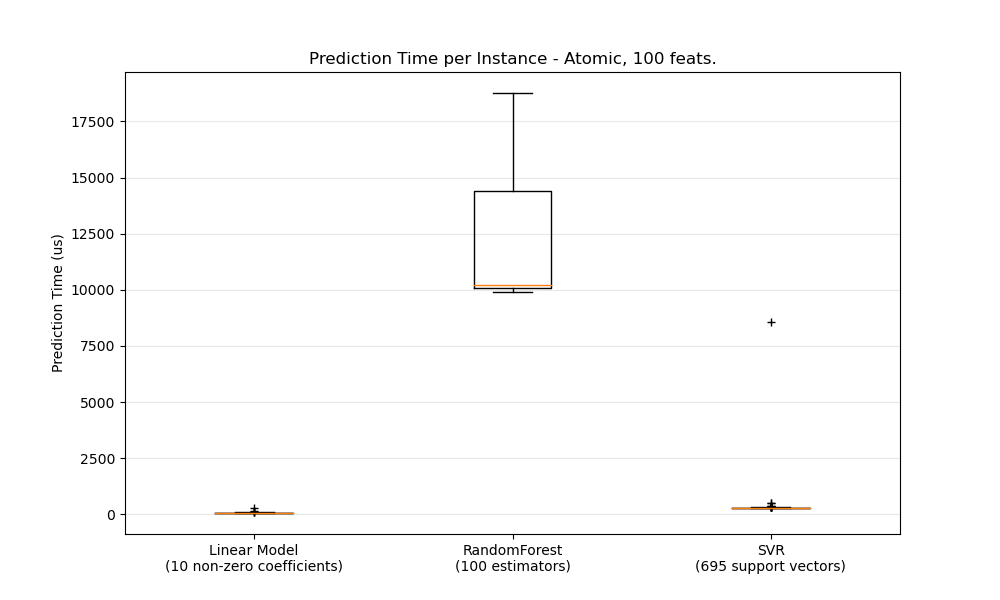 Prediction Time per Instance - Atomic, 100 feats.
Prediction Time (us)
17500
15000
12500
10000
7500
5000
2500
0
Linear Model
(10 non-zero coefficients)
RandomForest
(100 estimators)
SVR
(695 support vectors)